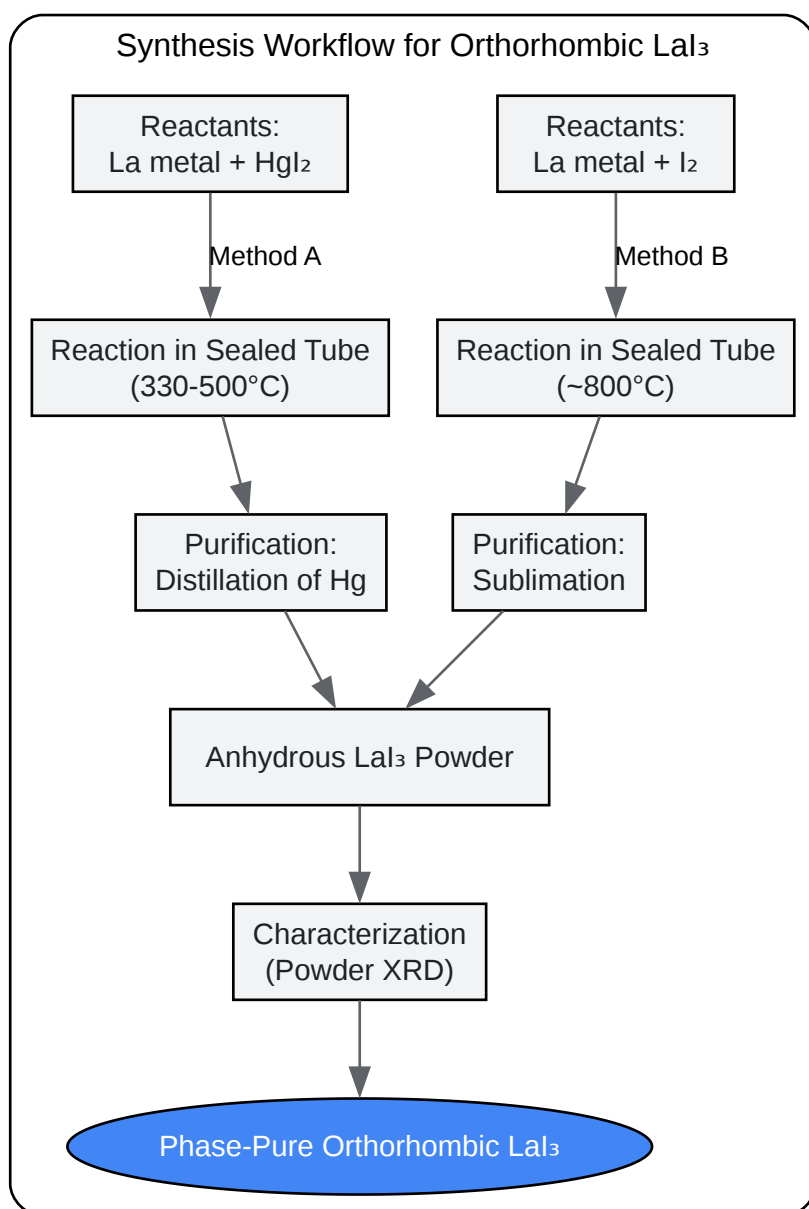 Synthesis Workflow for Orthorhombic LaI₃
Reactants:
La metal + HgI₂
Reactants:
La metal + I₂
Method A
Method B
Reaction in Sealed Tube
(330-500°C)
Reaction in Sealed Tube
(~800°C)
Purification:
Distillation of Hg
Purification:
Sublimation
Anhydrous LaI₃ Powder
Characterization
(Powder XRD)
Phase-Pure Orthorhombic LaI₃